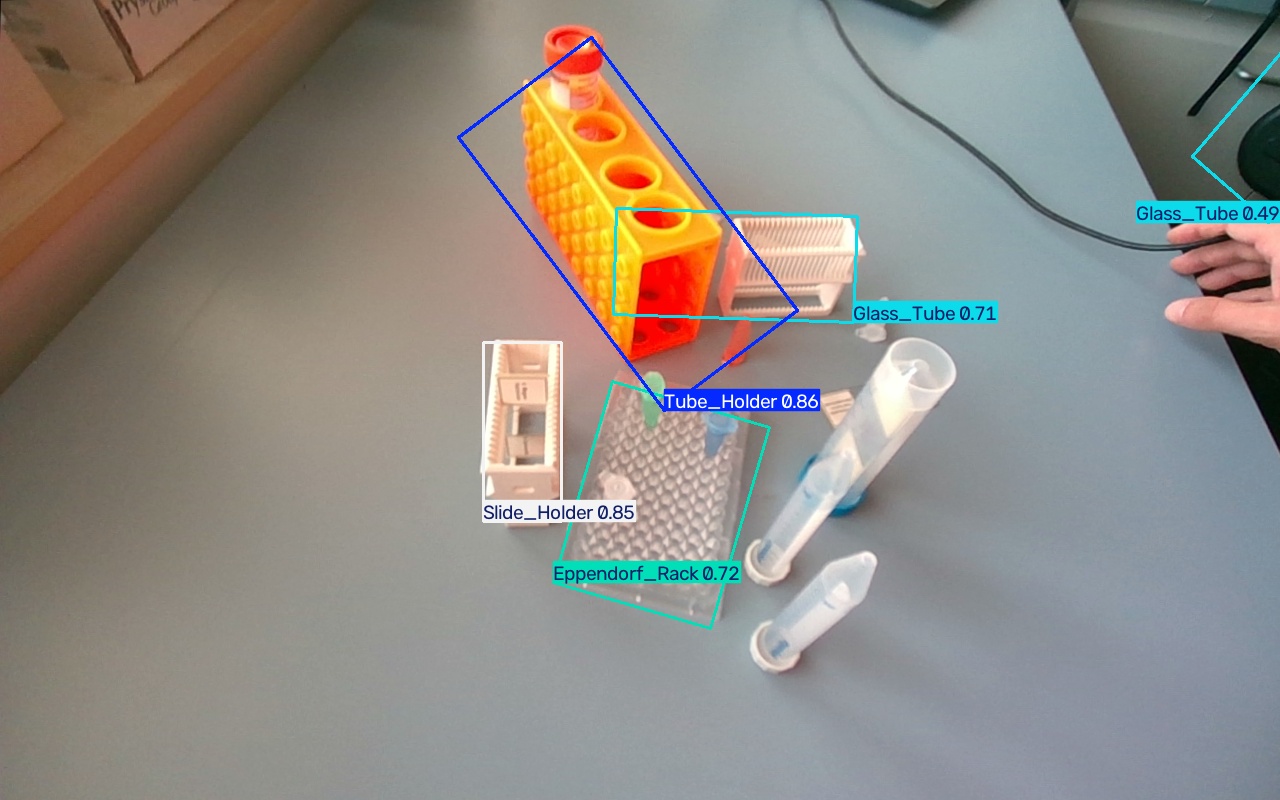 Glass_Tube 0.49
Glass_Tube 0.71
Tube_Holder 0.86
Slide_Holder 0.85
Eppendorf_Rack 0.72